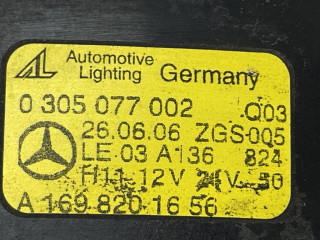 AL Automotive Lighting Germany
0 305 077 002 Q03
26.06.06 ZGS-005
LE 03 A136 824
H11 12V 24V 50
A 169 820 16 56